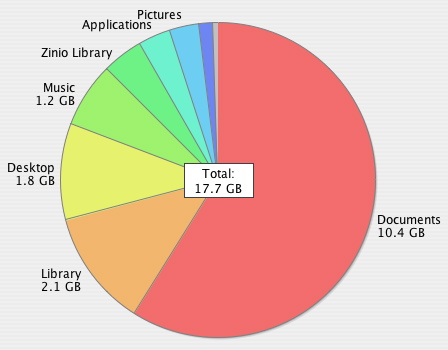 Pictures
Applications
Zinio Library
Music
1.2 GB
Desktop
1.8 GB
Total:
17.7 GB
Documents
10.4 GB
Library
2.1 GB